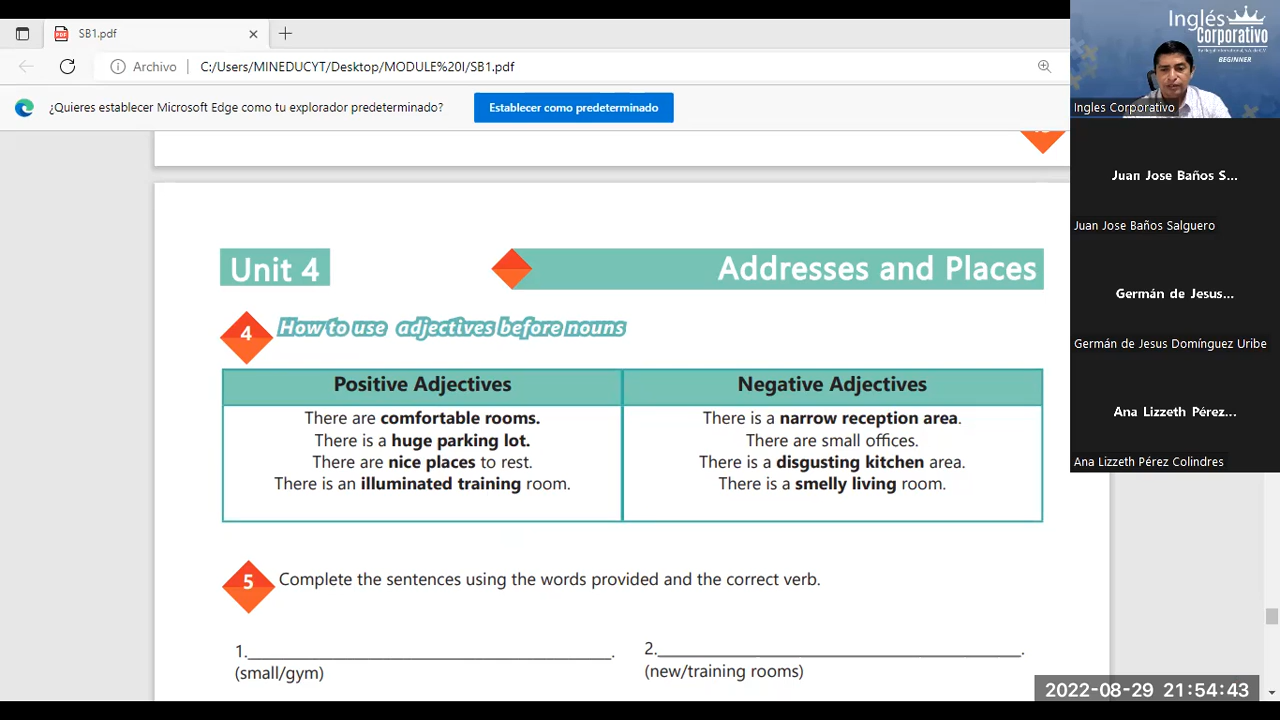 SB1.pdf
Archivo C:/Users/MINEDUCYT/Desktop/MODULE%20I/SB1.pdf
¿Quieres establecer Microsoft Edge como tu explorador predeterminado? Establecer como predeterminado
Unit 4
Addresses and Places
4 How to use adjectives before nouns
Positive Adjectives
There are comfortable rooms.
There is a huge parking lot.
There are nice places to rest.
There is an illuminated training room.
Negative Adjectives
There is a narrow reception area.
There are small offices.
There is a disgusting kitchen area.
There is a smelly living room.
5 Complete the sentences using the words provided and the correct verb.
1.___________________________________________.
(small/gym)
2.___________________________________________.
(new/training rooms)
Inglés
Corporativo
BEGINNER
Ingles Corporativo
Juan Jose Baños S...
Juan Jose Baños Salguero
Germán de Jesus...
Germán de Jesus Domínguez Uribe
Ana Lizzeth Pérez...
Ana Lizzeth Pérez Colindres
2022-08-29 21:54:43